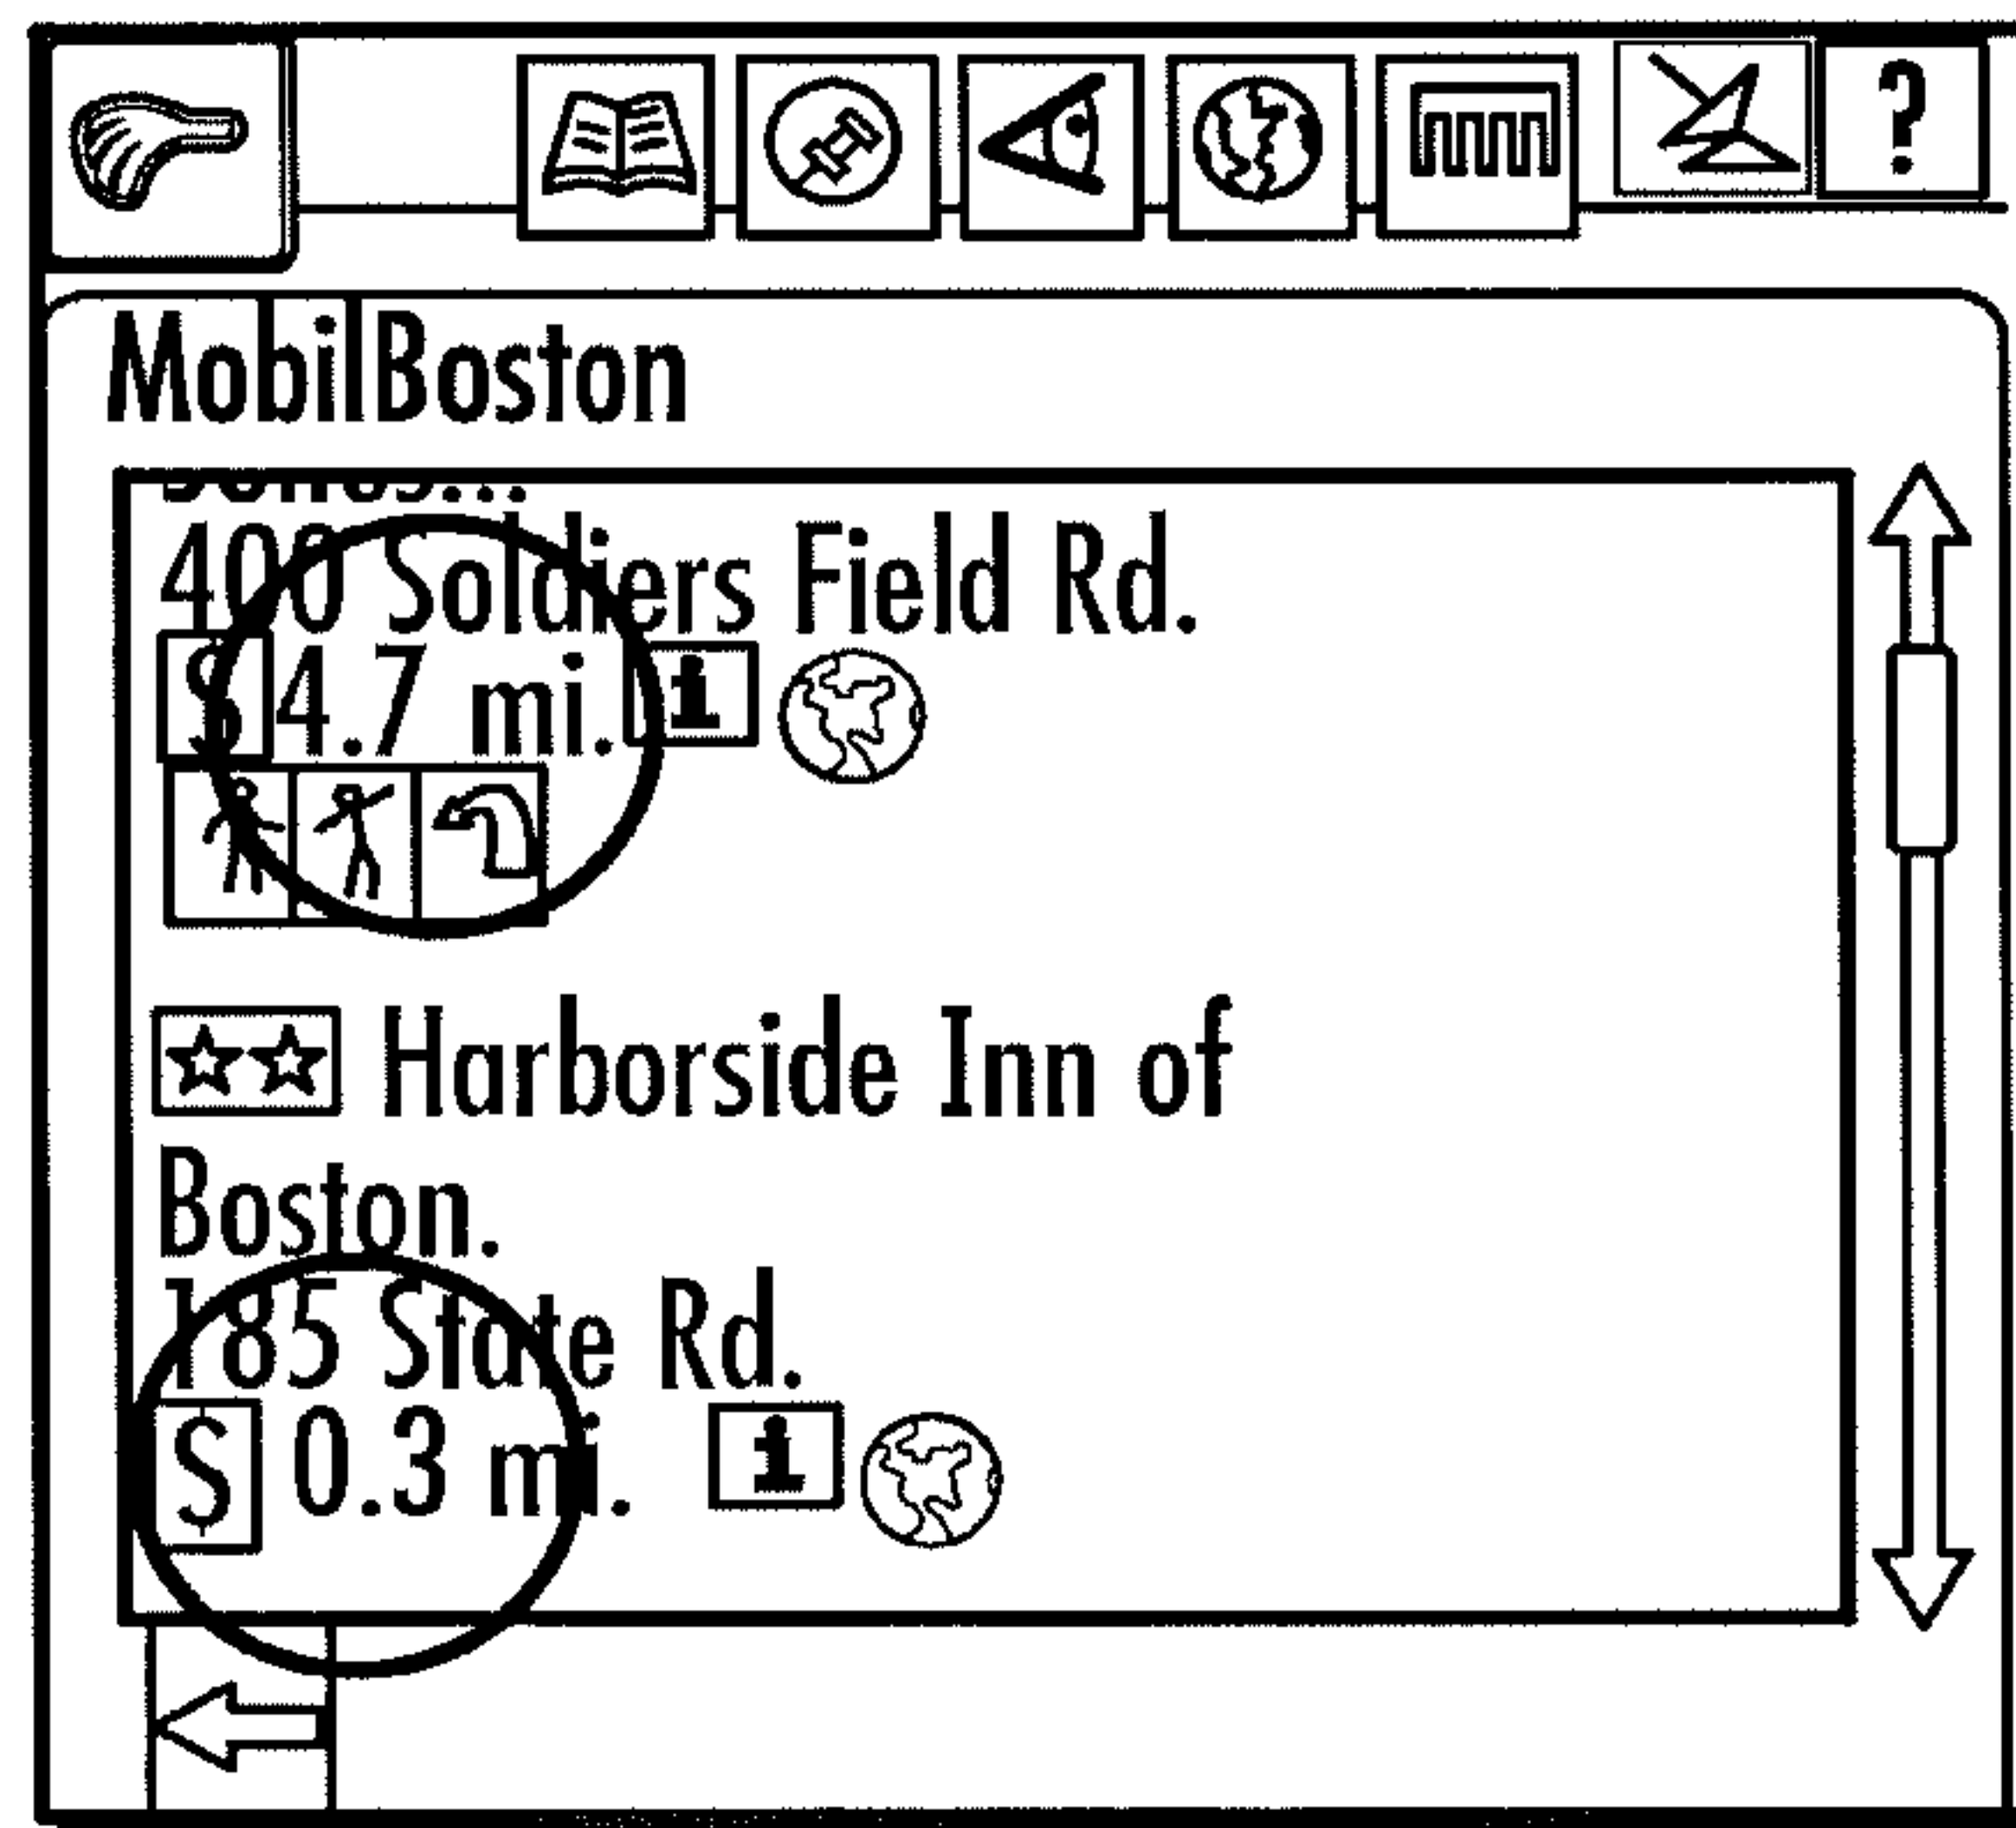 ?
MobilBoston
400 Soldiers Field Rd.
$ 4.7 mi. i
Harborside Inn of
Boston.
185 State Rd.
$ 0.3 mi. i